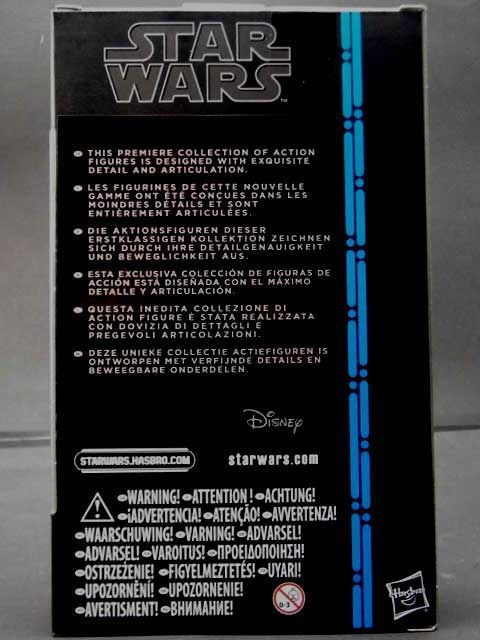 STAR
WARS™
THIS PREMIERE COLLECTION OF ACTION
FIGURES IS DESIGNED WITH EXQUISITE
DETAIL AND ARTICULATION.
LES FIGURINES DE CETTE NOUVELLE
GAMME ONT ÉTÉ CONÇUES DANS LES
MOINDRES DÉTAILS ET SONT
ENTIÈREMENT ARTICULÉES.
DIE AKTIONSFIGUREN DIESER
ERSTKLASSIGEN KOLLEKTION ZEICHNEN
SICH DURCH IHRE DETAILGENAUIGKEIT
UND BEWEGLICHKEIT AUS.
ESTA EXCLUSIVA COLECCIÓN DE FIGURAS DE
ACCIÓN ESTÁ DISEÑADA CON EL MÁXIMO
DETALLE Y ARTICULACIÓN.
QUESTA INEDITA COLLEZIONE DI
ACTION FIGURE È STATA REALIZZATA
CON DOVIZIA DI DETTAGLI E
PREGEVOLI ARTICOLAZIONI.
DEZE UNIEKE COLLECTIE ACTIEFIGUREN IS
ONTWORPEN MET VERFIJNDE DETAILS EN
BEWEEGBARE ONDERDELEN.
Disney
STARWARS.HASBRO.COM starwars.com
WARNING! ATTENTION! ACHTUNG!
¡ADVERTENCIA! ATENÇÃO! AVVERTENZA!
WAARSCHUWING! VARNING! ADVARSEL!
ADVARSEL! VAROITUS! ΠΡΟΕΙΔΟΠΟΙΗΣΗ!
OSTRZEŻENIE! FIGYELMEZTETÉS! UYARI!
UPOZORNĚNÍ! UPOZORNENIE!
AVERTISMENT! ВНИМАНИЕ!
0-3
Hasbro